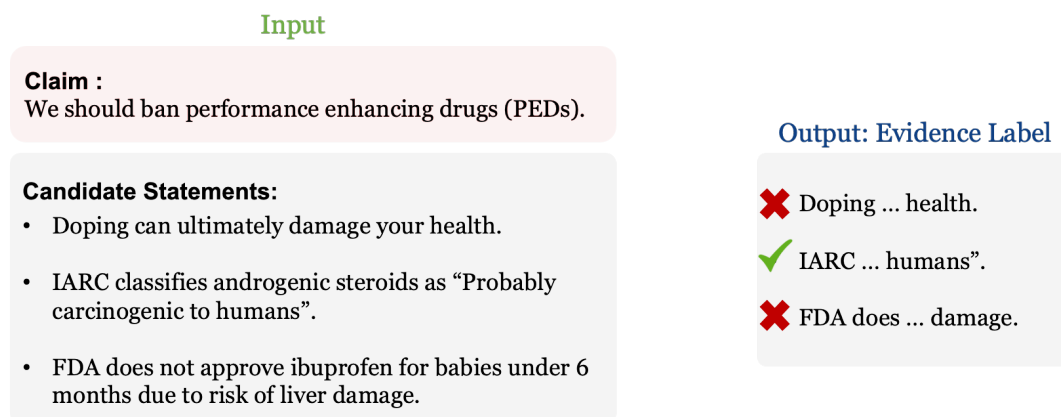 Input
Claim :
We should ban performance enhancing drugs (PEDs).
Candidate Statements:
• Doping can ultimately damage your health.
• IARC classifies androgenic steroids as “Probably
carcinogenic to humans”.
• FDA does not approve ibuprofen for babies under 6
months due to risk of liver damage.
Output: Evidence Label
Doping ... health.
IARC ... humans”.
FDA does ... damage.